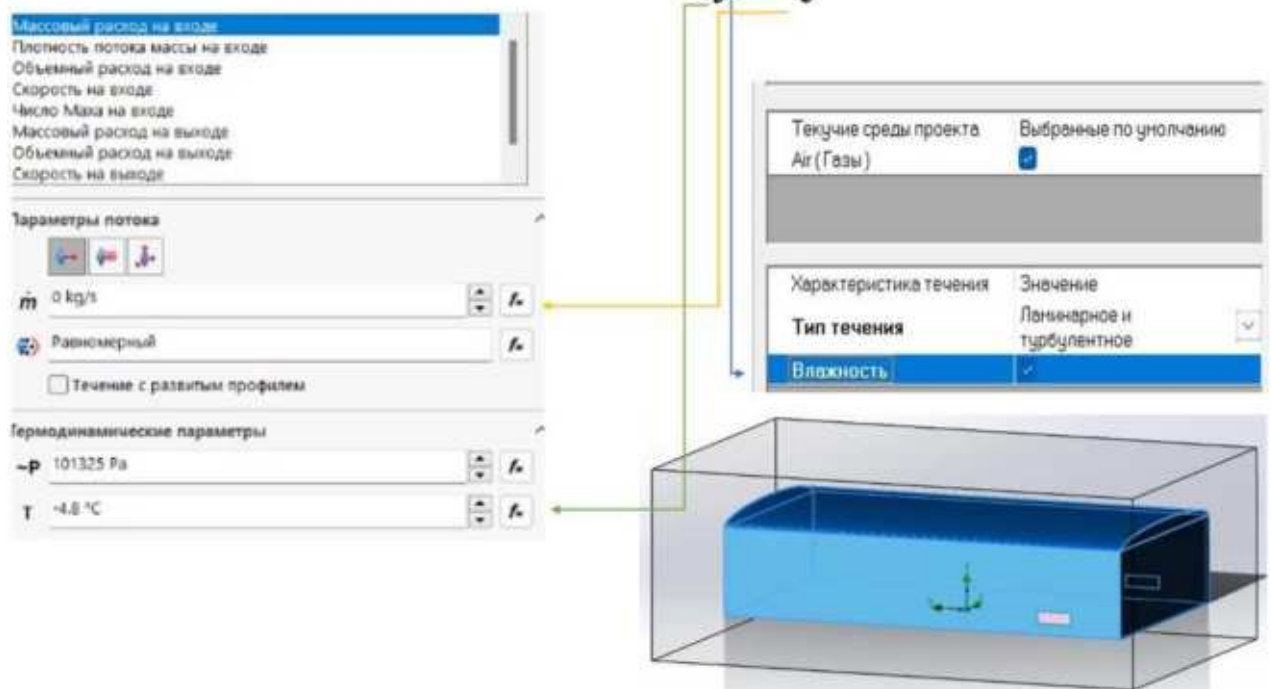 Массовый расход на входе
Плотность потока массы на входе
Объемный расход на входе
Скорость на входе
Число Маха на входе
Массовый расход на выходе
Объемный расход на выходе
Скорость на выходе
Параметры потока
ṁ 0 kg/s
Равномерный
Течение с развитым профилем
Термодинамические параметры
~P 101325 Pa
T -4.8 °C
Текучие среды проекта Выбранные по умолчанию
Air (Газы)
Характеристика течения Значение
Тип течения Ламинарное и
турбулентное
Влажность